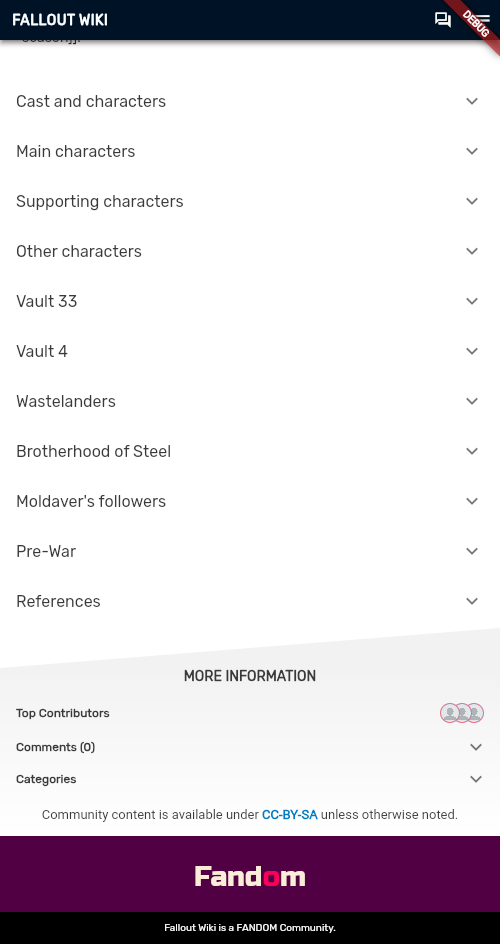 FALLOUT WIKI
DEBUG
Cast and characters
Main characters
Supporting characters
Other characters
Vault 33
Vault 4
Wastelanders
Brotherhood of Steel
Moldaver's followers
Pre-War
References
MORE INFORMATION
Top Contributors
Comments (0)
Categories
Community content is available under CC-BY-SA unless otherwise noted.
Fandom
Fallout Wiki is a FANDOM Community.